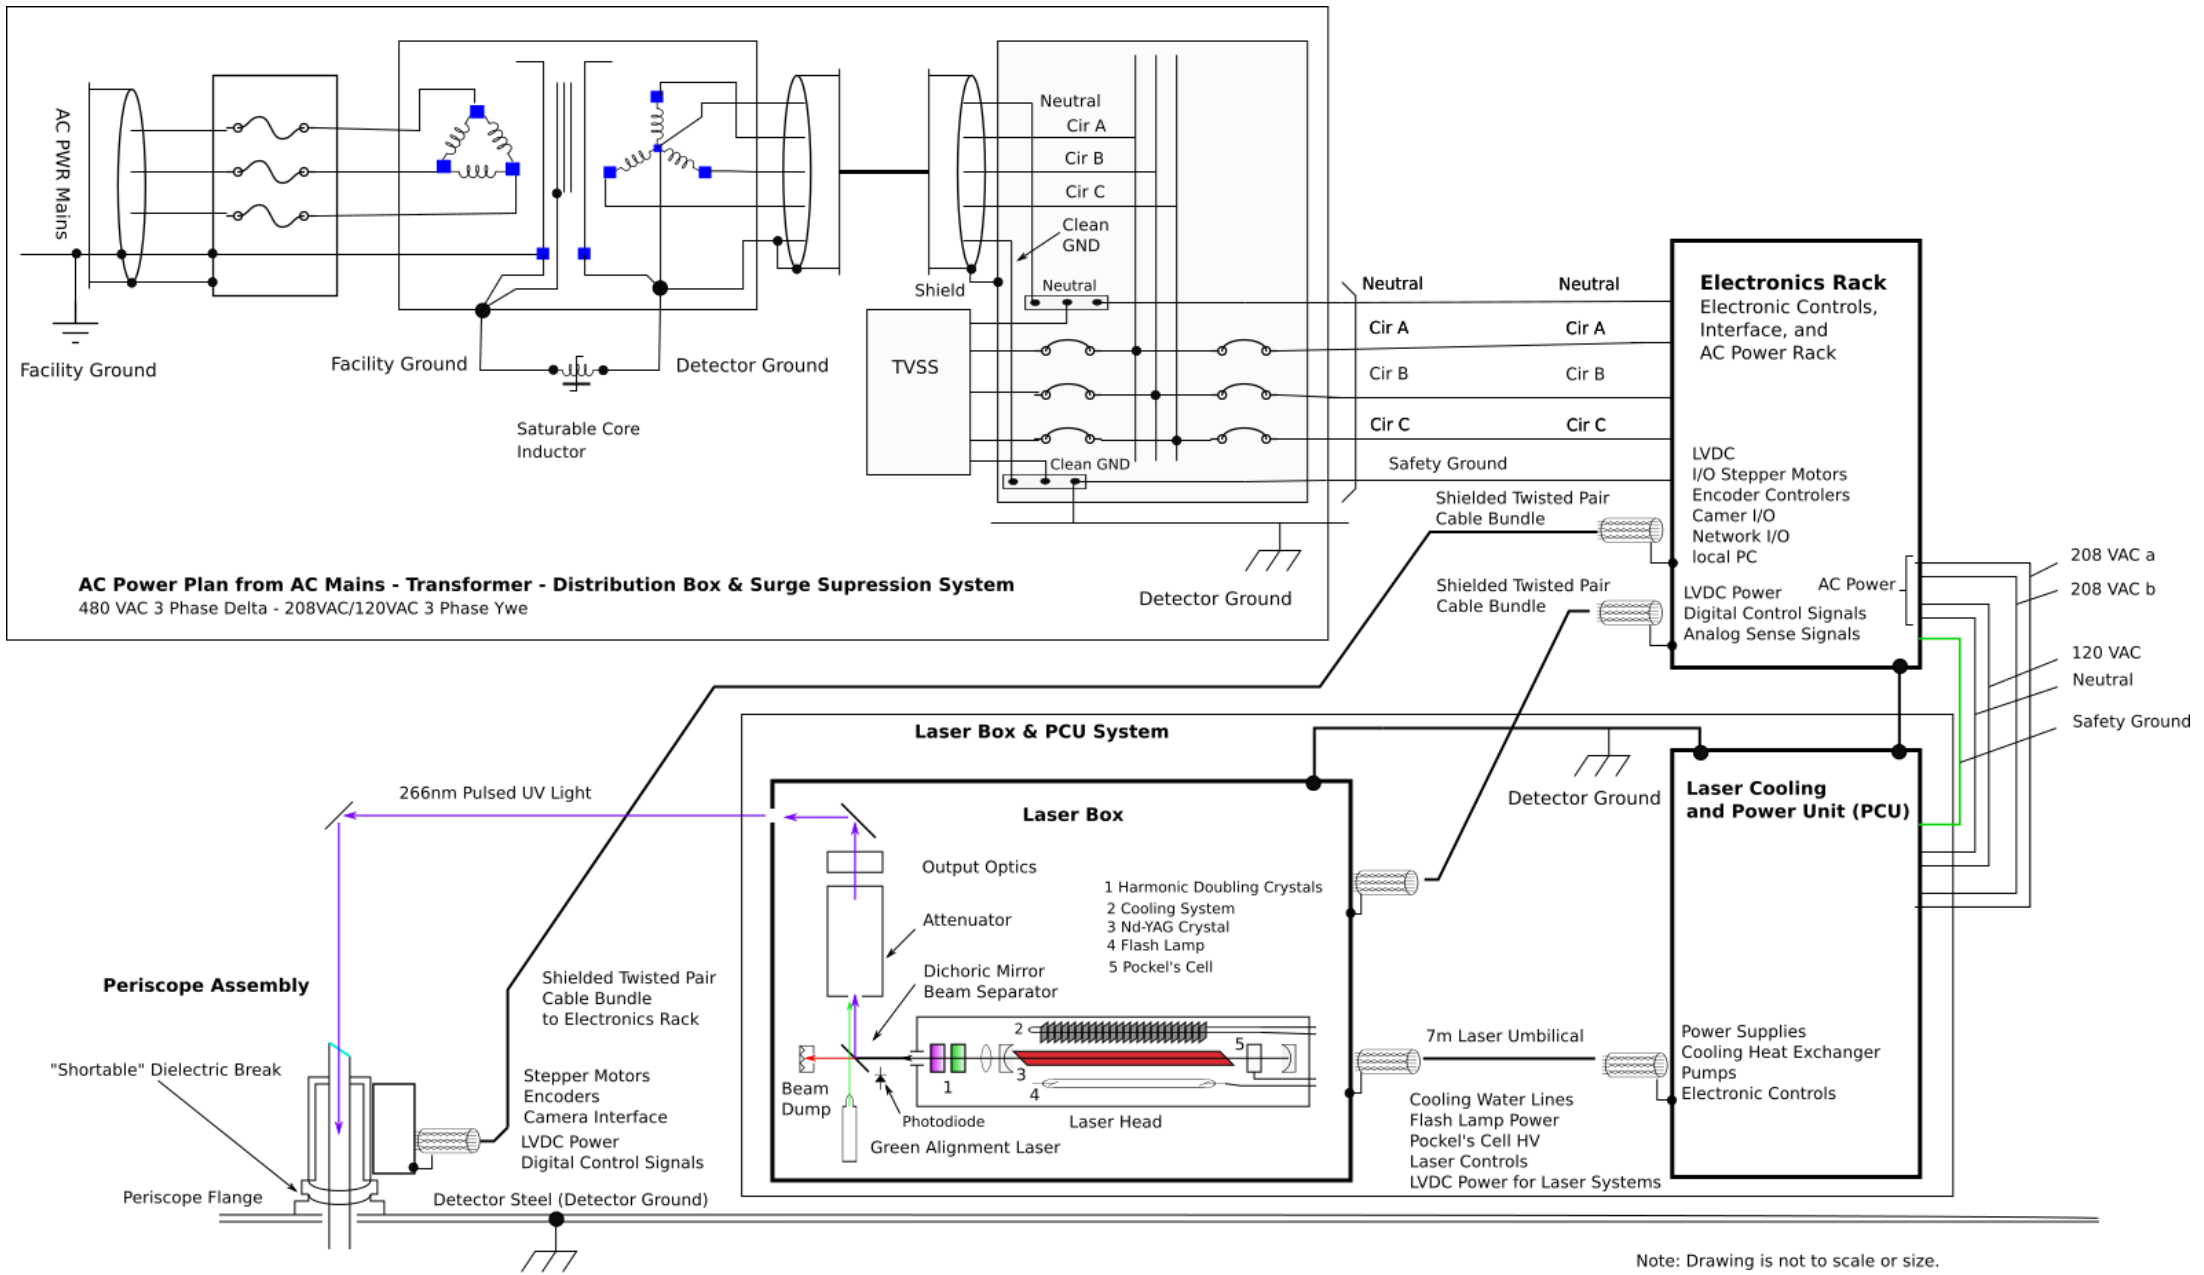 AC PWR Mains
Facility Ground
Facility Ground
Detector Ground
Saturable Core
Inductor
Neutral
Cir A
Cir B
Cir C
Clean
GND
Shield
Neutral
TVSS
Clean GND
Detector Ground
AC Power Plan from AC Mains - Transformer - Distribution Box & Surge Supression System
480 VAC 3 Phase Delta - 208VAC/120VAC 3 Phase Ywe
Neutral
Neutral
Cir A
Cir A
Cir B
Cir B
Cir C
Cir C
Safety Ground
Shielded Twisted Pair
Cable Bundle
Shielded Twisted Pair
Cable Bundle
Electronics Rack
Electronic Controls,
Interface, and
AC Power Rack
LVDC
I/O Stepper Motors
Encoder Controlers
Camer I/O
Network I/O
local PC
AC Power
LVDC Power
Digital Control Signals
Analog Sense Signals
208 VAC a
208 VAC b
120 VAC
Neutral
Safety Ground
Laser Box & PCU System
Detector Ground
Laser Cooling
and Power Unit (PCU)
Power Supplies
Cooling Heat Exchanger
Pumps
Electronic Controls
266nm Pulsed UV Light
Laser Box
Output Optics
Attenuator
1 Harmonic Doubling Crystals
2 Cooling System
3 Nd-YAG Crystal
4 Flash Lamp
5 Pockel's Cell
Dichoric Mirror
Beam Separator
2
5
1
3
4
Beam
Dump
Photodiode
Laser Head
Green Alignment Laser
7m Laser Umbilical
Cooling Water Lines
Flash Lamp Power
Pockel's Cell HV
Laser Controls
LVDC Power for Laser Systems
Periscope Assembly
Shielded Twisted Pair
Cable Bundle
to Electronics Rack
"Shortable" Dielectric Break
Stepper Motors
Encoders
Camera Interface
LVDC Power
Digital Control Signals
Periscope Flange
Detector Steel (Detector Ground)
Note: Drawing is not to scale or size.